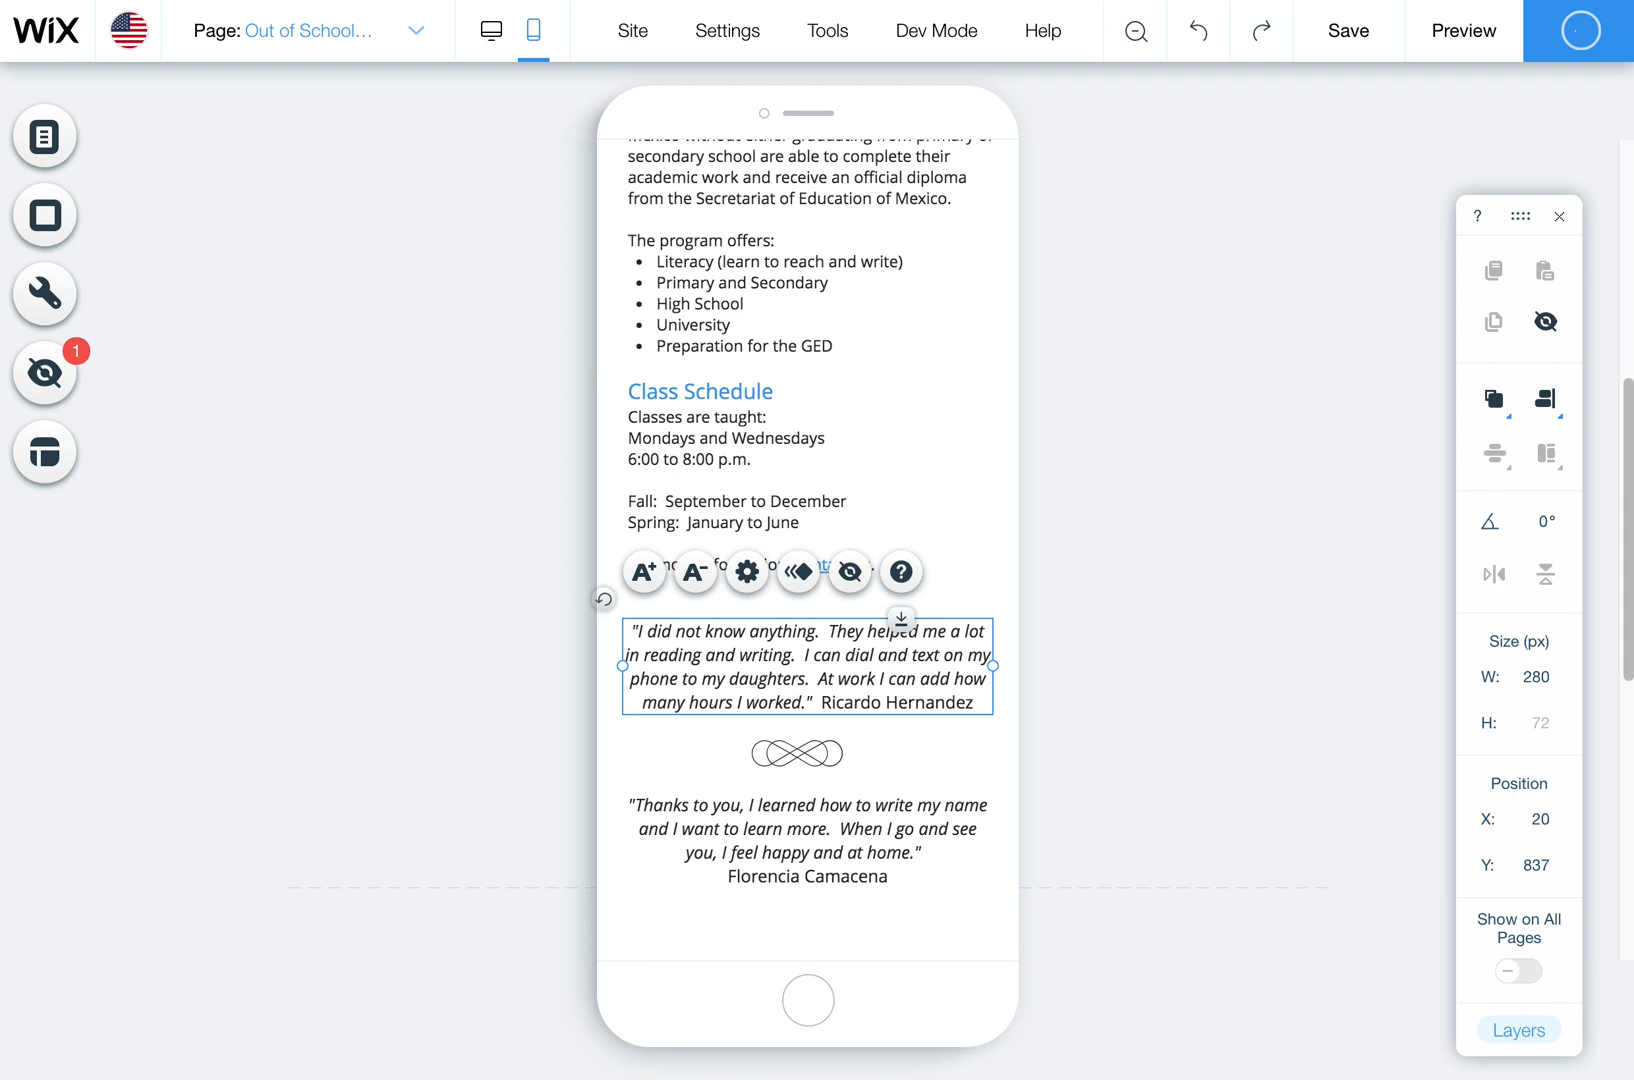 WiX
Page: Out of School...
Site
Settings
Tools
Dev Mode
Help
Save
Preview
secondary school are able to complete their
academic work and receive an official diploma
from the Secretariat of Education of Mexico.
The program offers:
• Literacy (learn to reach and write)
• Primary and Secondary
• High School
• University
• Preparation for the GED
Class Schedule
Classes are taught:
Mondays and Wednesdays
6:00 to 8:00 p.m.
Fall:  September to December
Spring:  January to June
A+
A-
?
"I did not know anything.  They helped me a lot
in reading and writing.  I can dial and text on my
phone to my daughters.  At work I can add how
many hours I worked."  Ricardo Hernandez
"Thanks to you, I learned how to write my name
and I want to learn more.  When I go and see
you, I feel happy and at home."
Florencia Camacena
1
?
0°
Size (px)
W: 280
H: 72
Position
X: 20
Y: 837
Show on All
Pages
Layers